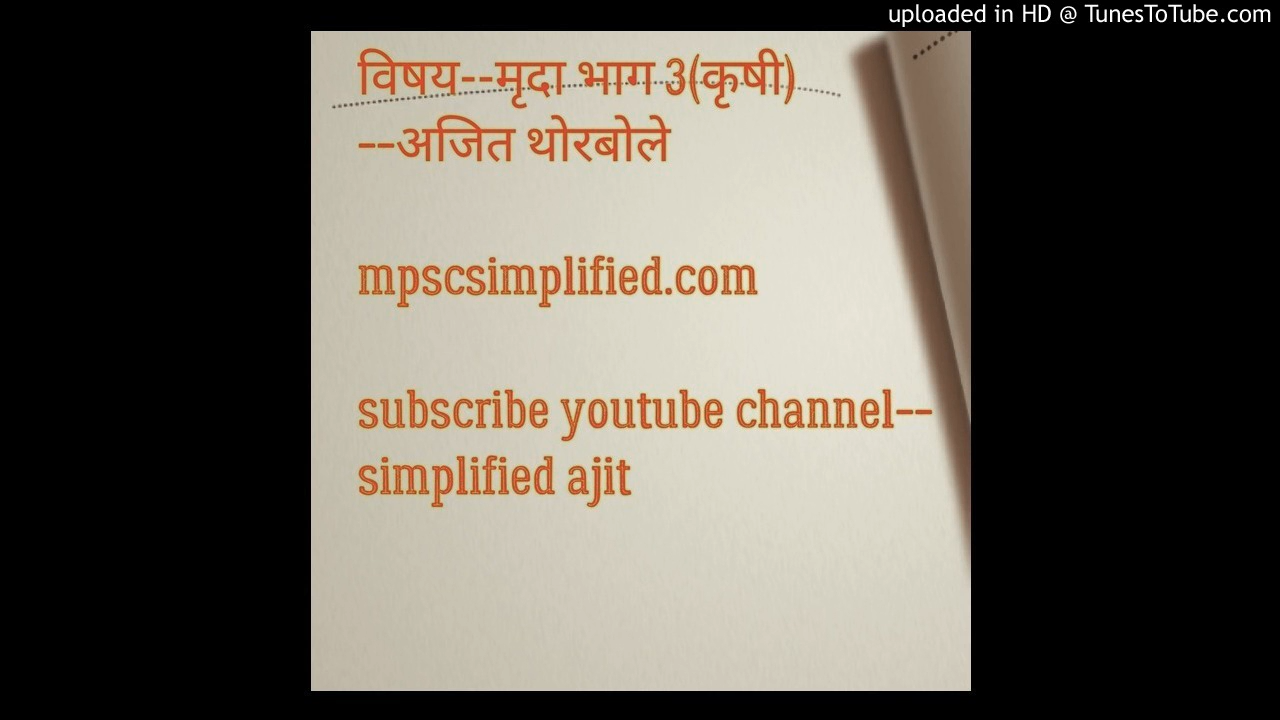 uploaded in HD @ TunesToTube.com
विषय--मृदा भाग 3(कृषी)
--अजित थोरबोले
mpscsimplified.com
subscribe youtube channel--
simplified ajit